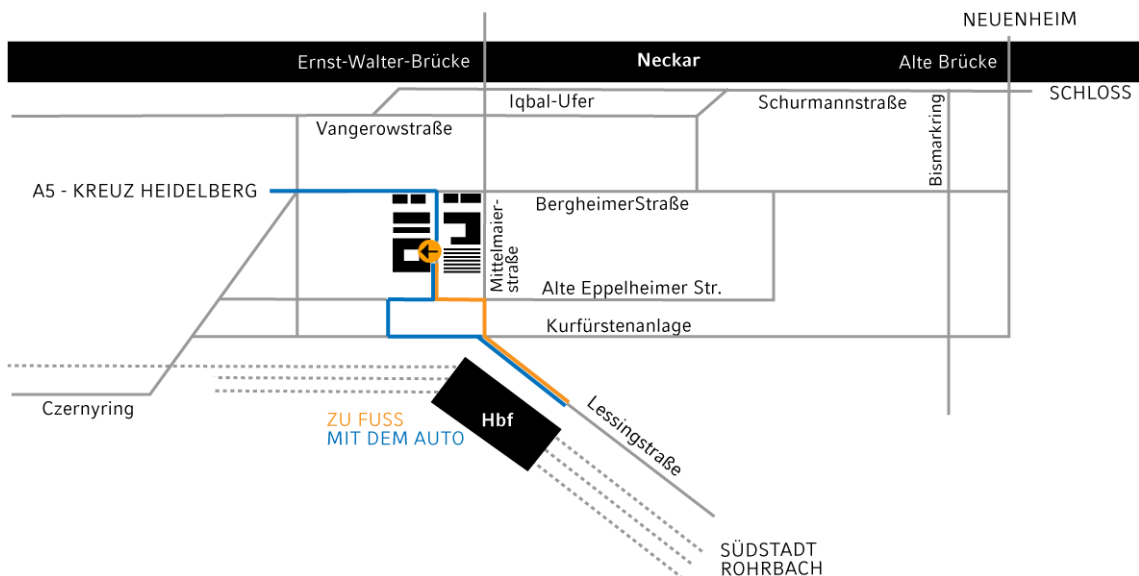 NEUENHEIM
Ernst-Walter-Brücke
Neckar
Alte Brücke
SCHLOSS
Iqbal-Ufer
Schurmannstraße
Vangerowstraße
Bismarkring
A5 - KREUZ HEIDELBERG
BergheimerStraße
Mittelmaier-
straße
Alte Eppelheimer Str.
Kurfürstenanlage
Czernyring
ZU FUSS
MIT DEM AUTO
Hbf
Lessingstraße
SÜDSTADT
ROHRBACH